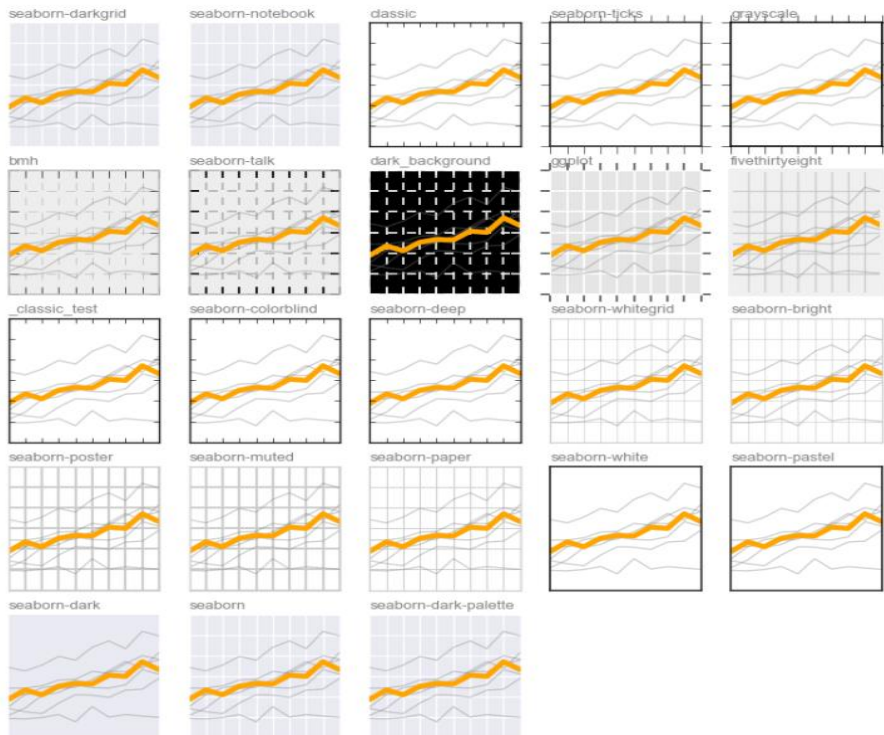 seaborn-darkgrid seaborn-notebook classic seaborn-ticks grayscale
bmh seaborn-talk dark_background ggplot fivethirtyeight
_classic_test seaborn-colorblind seaborn-deep seaborn-whitegrid seaborn-bright
seaborn-poster seaborn-muted seaborn-paper seaborn-white seaborn-pastel
seaborn-dark seaborn seaborn-dark-palette